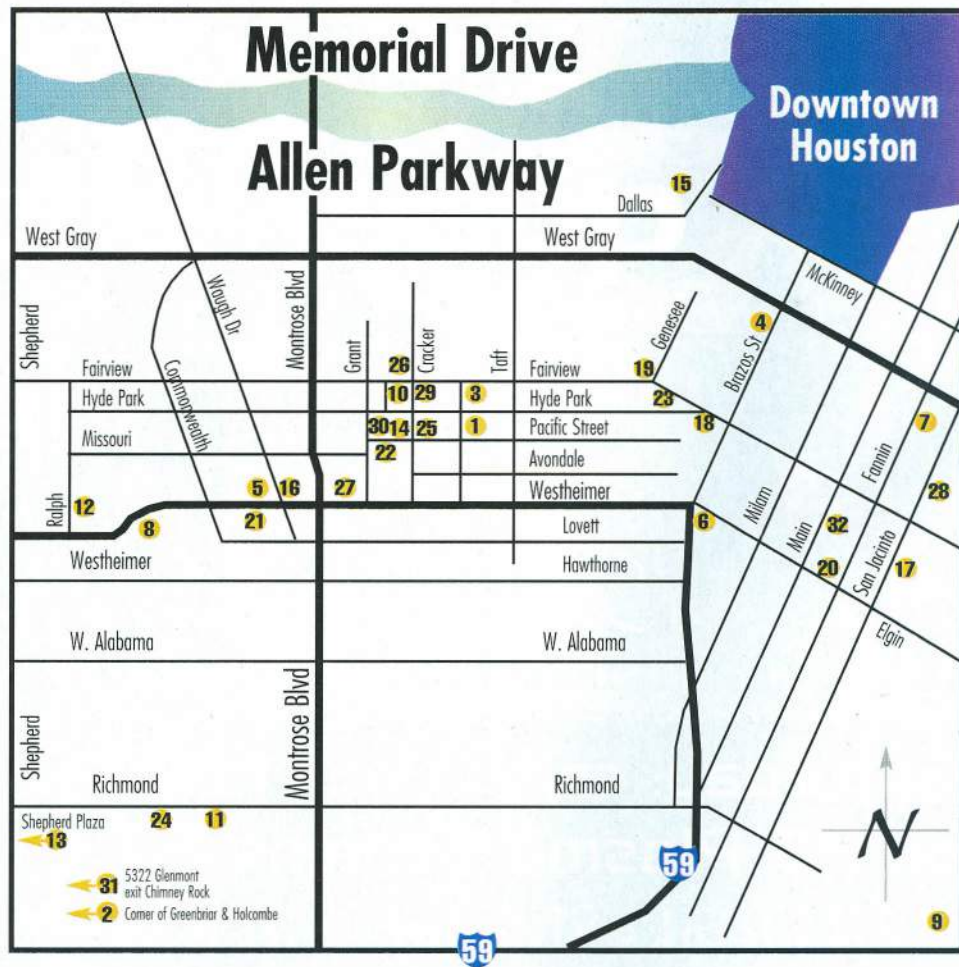 Memorial Drive
Downtown
Houston
Allen Parkway
15
Dallas
West Gray
West Gray
McKinney
Shepherd
Waugh Dr
Montrose Blvd
Genesee
4
Brazos St
Commonwealth
Grant
26
Cracker
Taft
19
Fairview
Fairview
Hyde Park
10
29
3
Hyde Park
23
Missouri
30
14
25
1
Pacific Street
18
7
22
Avondale
Fannin
5
16
27
Westheimer
28
Ralph
12
8
21
Lovett
6
Milam
Main
32
Westheimer
Hawthorne
20
San Jacinto
17
Elgin
W. Alabama
W. Alabama
Shepherd
Montrose Blvd
Richmond
Richmond
Shepherd Plaza
24
11
13
N
31
5322 Glenmont
exit Chimney Rock
59
2
Corner of Greenbriar & Holcombe
9
59